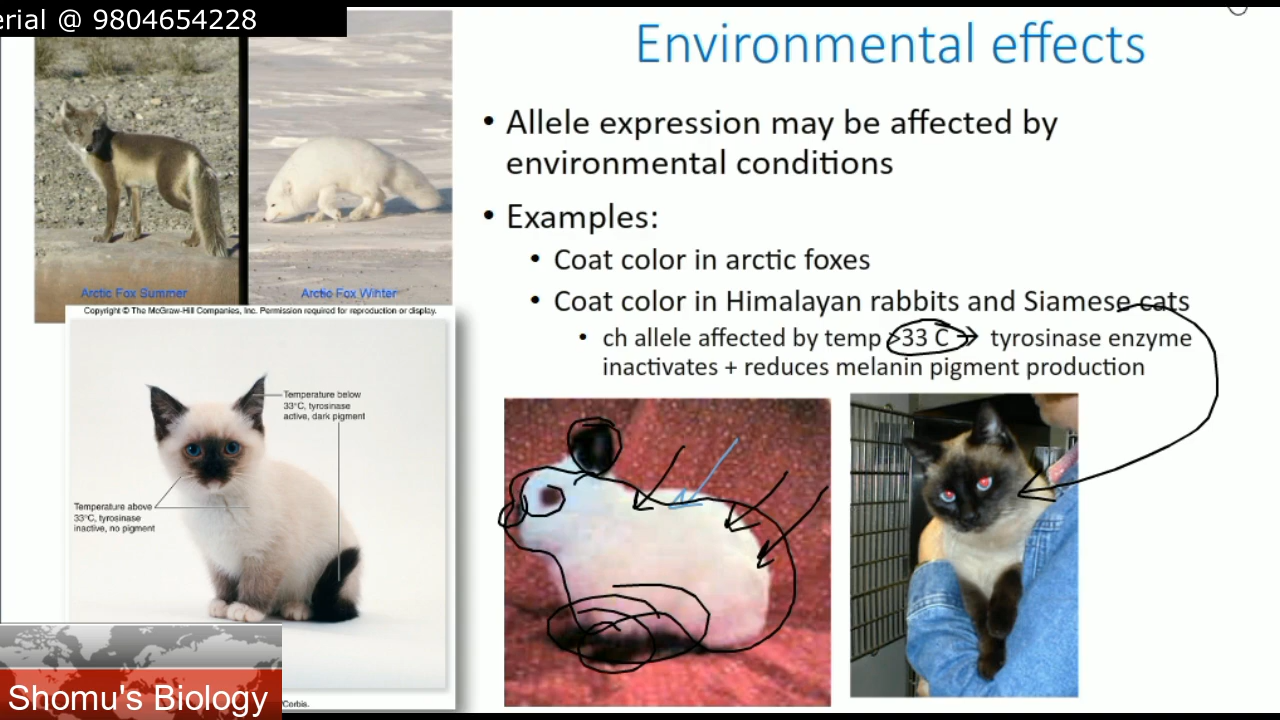 erial @ 9804654228
Environmental effects
• Allele expression may be affected by
environmental conditions
• Examples:
• Coat color in arctic foxes
• Coat color in Himalayan rabbits and Siamese cats
• ch allele affected by temp >33 C → tyrosinase enzyme
inactivates + reduces melanin pigment production
Arctic Fox Summer
Arctic Fox Winter
Copyright © The McGraw-Hill Companies, Inc. Permission required for reproduction or display.
Temperature below
33°C, tyrosinase
active, dark pigment
Temperature above
33°C, tyrosinase
inactive, no pigment
Shomu's Biology
Corbis.